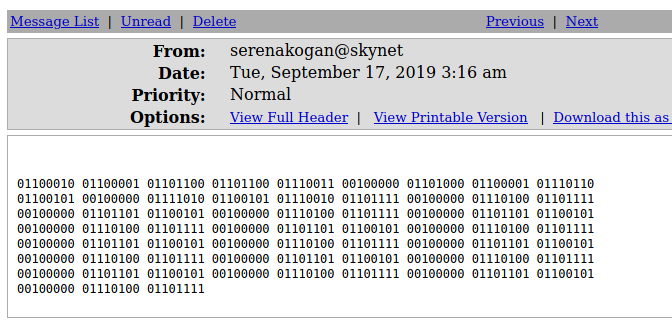 Message List | Unread | Delete Previous | Next
From: serenakogan@skynet
Date: Tue, September 17, 2019 3:16 am
Priority: Normal
Options: View Full Header | View Printable Version | Download this as
01100010 01100001 01101100 01101100 01110011 00100000 01101000 01100001 01110110
01100101 00100000 01111010 01100101 01110010 01101111 00100000 01110100 01101111
00100000 01101101 01100101 00100000 01110100 01101111 00100000 01101101 01100101
00100000 01110100 01101111 00100000 01101101 01100101 00100000 01110100 01101111
00100000 01101101 01100101 00100000 01110100 01101111 00100000 01101101 01100101
00100000 01110100 01101111 00100000 01101101 01100101 00100000 01110100 01101111
00100000 01101101 01100101 00100000 01110100 01101111 00100000 01101101 01100101
00100000 01110100 01101111